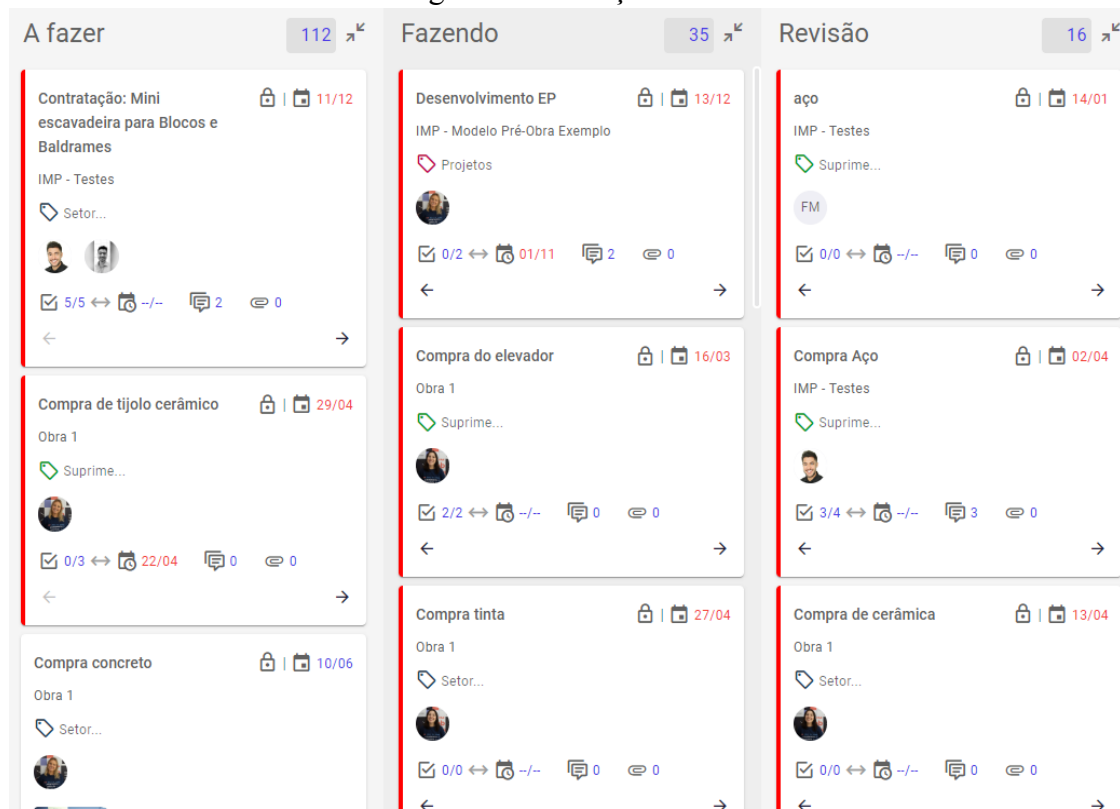 A fazer 112
Contratação: Mini escavadeira para Blocos e Baldrames
| 11/12
IMP - Testes
Setor...
5/5 --/-- 2 0
Compra de tijolo cerâmico | 29/04
Obra 1
Suprime...
0/3 22/04 0 0
Compra concreto | 10/06
Obra 1
Setor...
Fazendo 35
Desenvolvimento EP | 13/12
IMP - Modelo Pré-Obra Exemplo
Projetos
0/2 01/11 2 0
Compra do elevador | 16/03
Obra 1
Suprime...
2/2 --/-- 0 0
Compra tinta | 27/04
Obra 1
Setor...
0/0 --/-- 0 0
Revisão 16
aço | 14/01
IMP - Testes
Suprime...
FM
0/0 --/-- 0 0
Compra Aço | 02/04
IMP - Testes
Suprime...
3/4 --/-- 3 0
Compra de cerâmica | 13/04
Obra 1
Setor...
0/0 --/-- 0 0